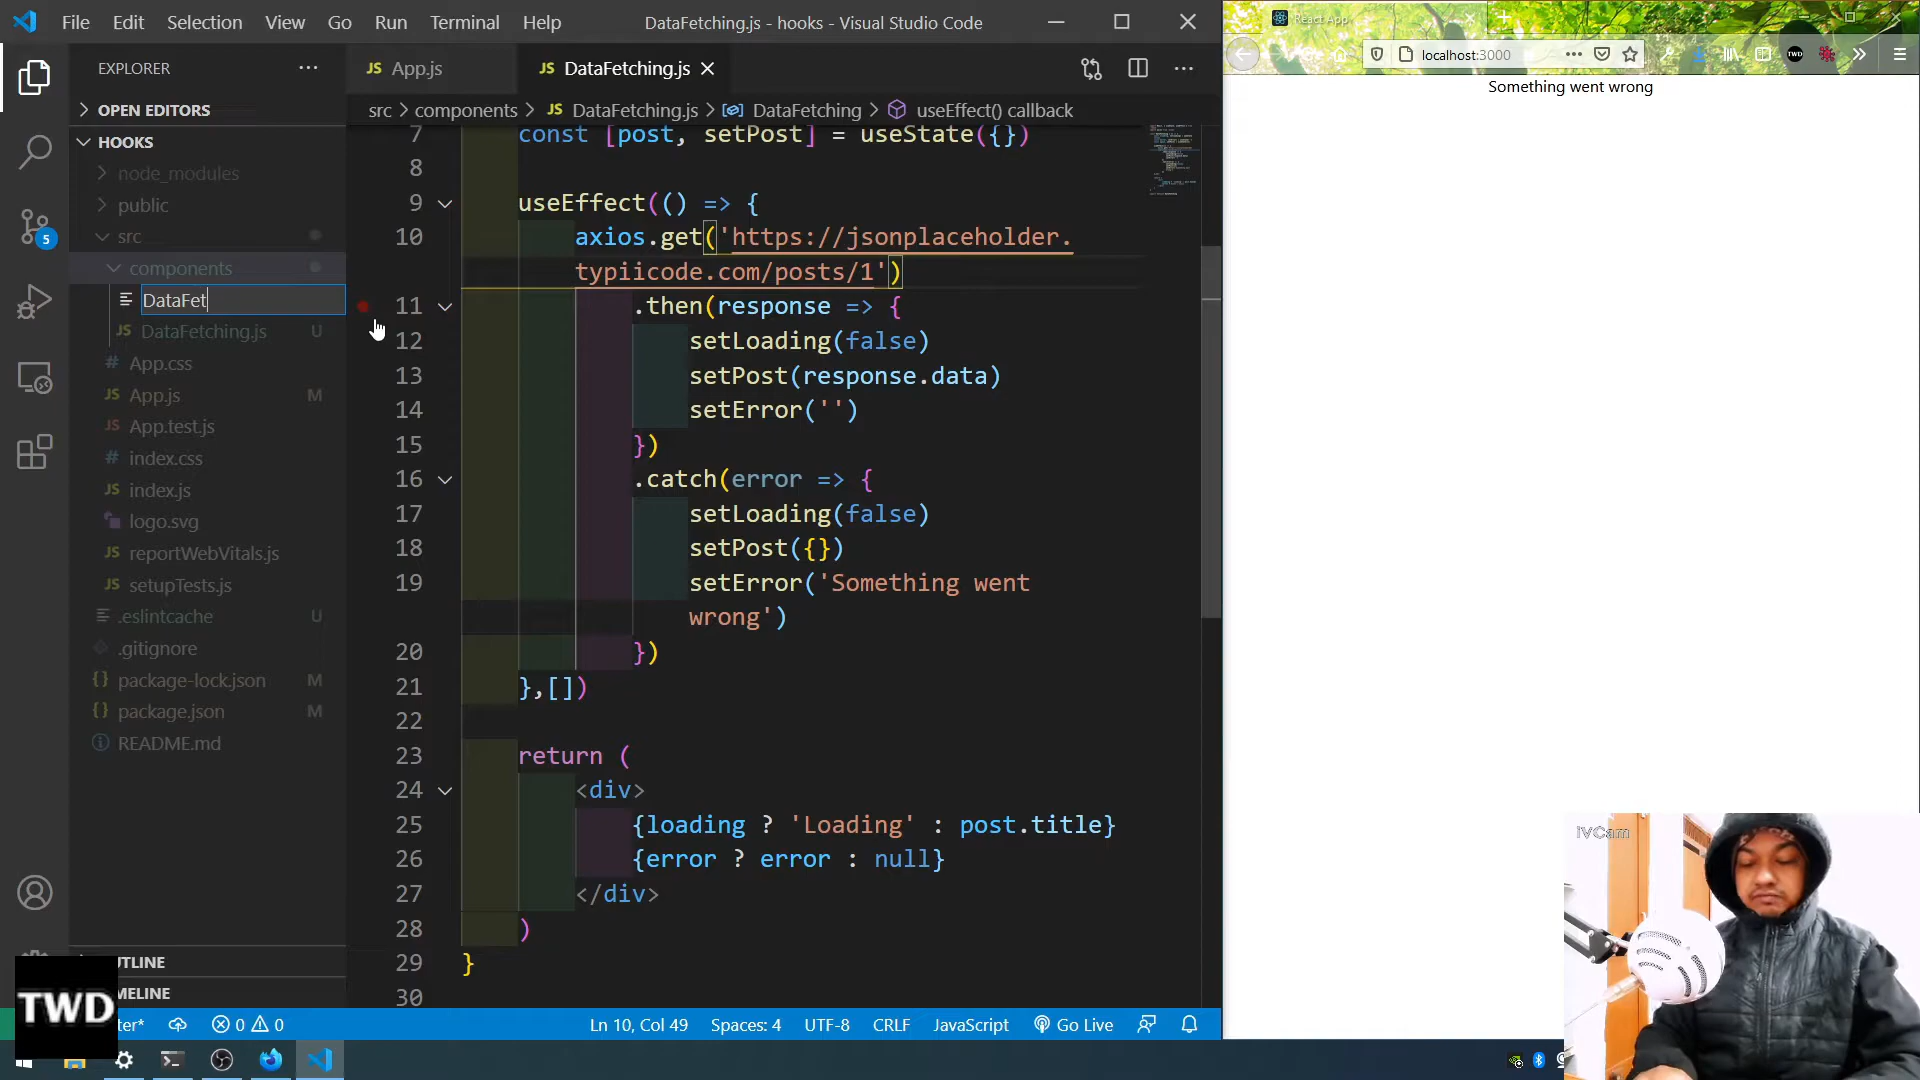 File Edit Selection View Go Run Terminal Help
DataFetching.js - hooks - Visual Studio Code
React App
localhost:3000
TWD
EXPLORER
OPEN EDITORS
HOOKS
node_modules
public
src
components
DataFet
DataFetching.js U
App.css
App.js M
App.test.js
index.css
index.js
logo.svg
reportWebVitals.js
setupTests.js
.eslintcache U
.gitignore
package-lock.json M
package.json M
README.md
UTLINE
MELINE
5
JS App.js
JS DataFetching.js
src > components > JS DataFetching.js > DataFetching > useEffect() callback
7 const [post, setPost] = useState({})
8
9 useEffect(() => {
10 axios.get('https://jsonplaceholder.
typiicode.com/posts/1')
11 .then(response => {
12 setLoading(false)
13 setPost(response.data)
14 setError('')
15 })
16 .catch(error => {
17 setLoading(false)
18 setPost({})
19 setError('Something went
wrong')
20 })
21 },[])
22
23 return (
24 <div>
25 {loading ? 'Loading' : post.title}
26 {error ? error : null}
27 </div>
28 )
29 }
30
Something went wrong
iVCam
TWD
ter* 0 0
Ln 10, Col 49 Spaces: 4 UTF-8 CRLF JavaScript Go Live